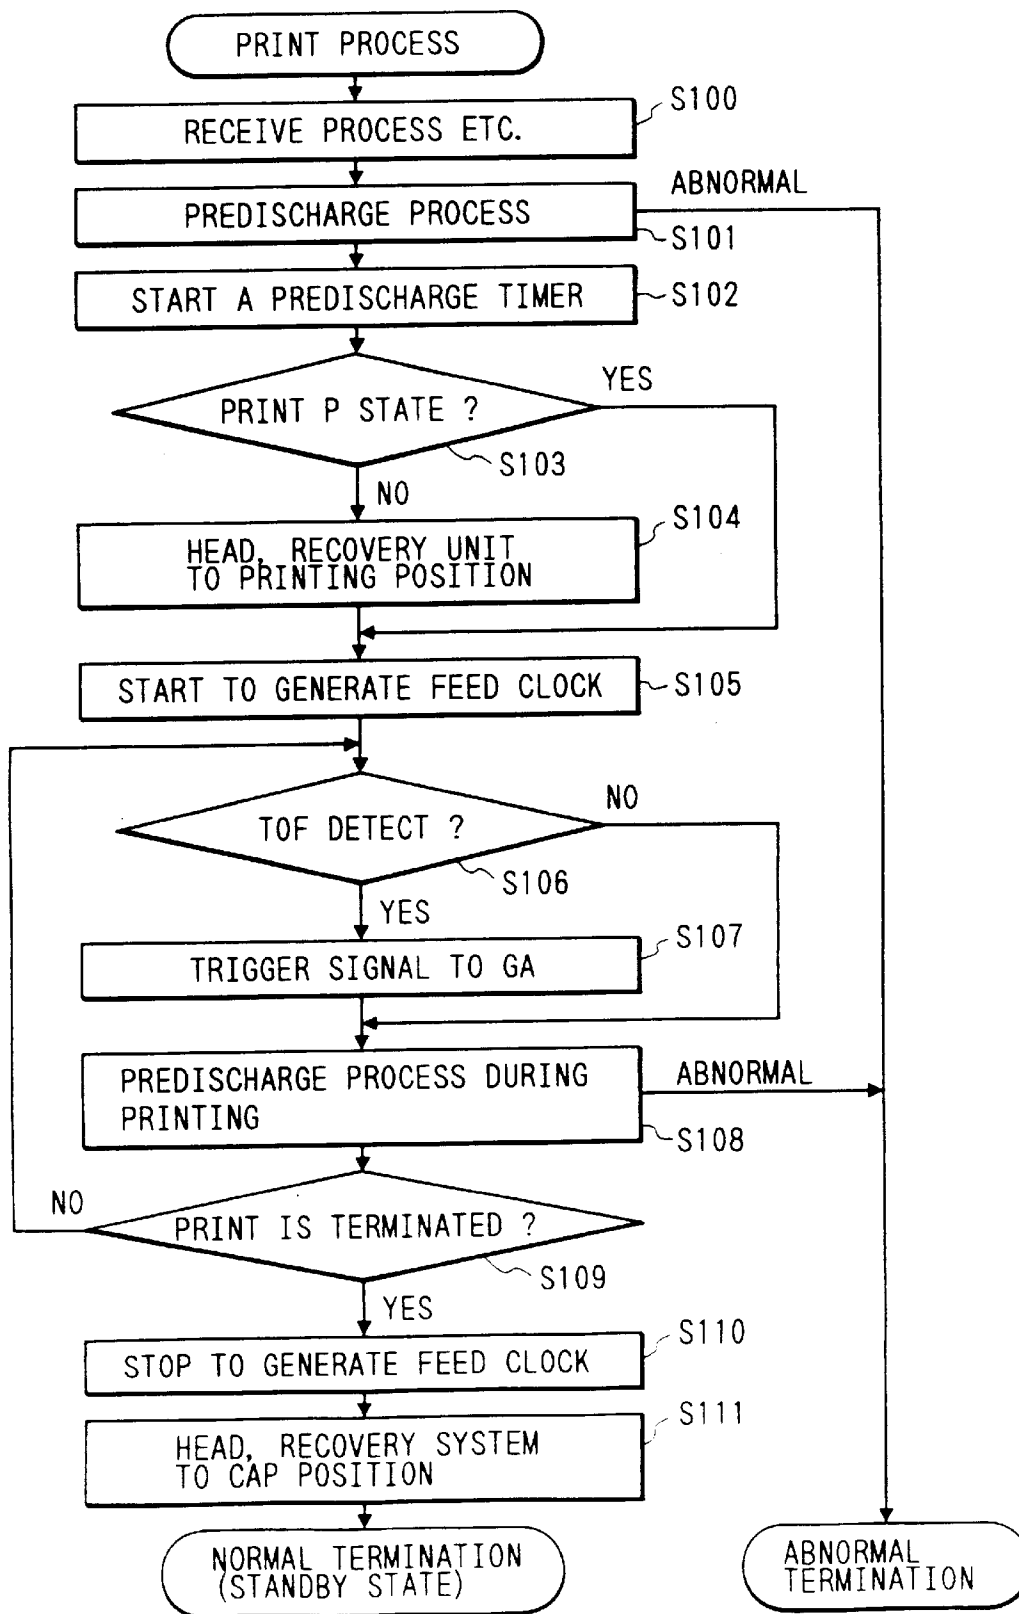 PRINT PROCESS
S100
RECEIVE PROCESS ETC.
ABNORMAL
PREDISCHARGE PROCESS
S101
START A PREDISCHARGE TIMER
S102
YES
PRINT P STATE ?
S103
NO
S104
HEAD, RECOVERY UNIT
TO PRINTING POSITION
START TO GENERATE FEED CLOCK
S105
NO
TOF DETECT ?
S106
YES
S107
TRIGGER SIGNAL TO GA
PREDISCHARGE PROCESS DURING
PRINTING
ABNORMAL
S108
NO
PRINT IS TERMINATED ?
S109
YES
S110
STOP TO GENERATE FEED CLOCK
S111
HEAD, RECOVERY SYSTEM
TO CAP POSITION
NORMAL TERMINATION
(STANDBY STATE)
ABNORMAL
TERMINATION